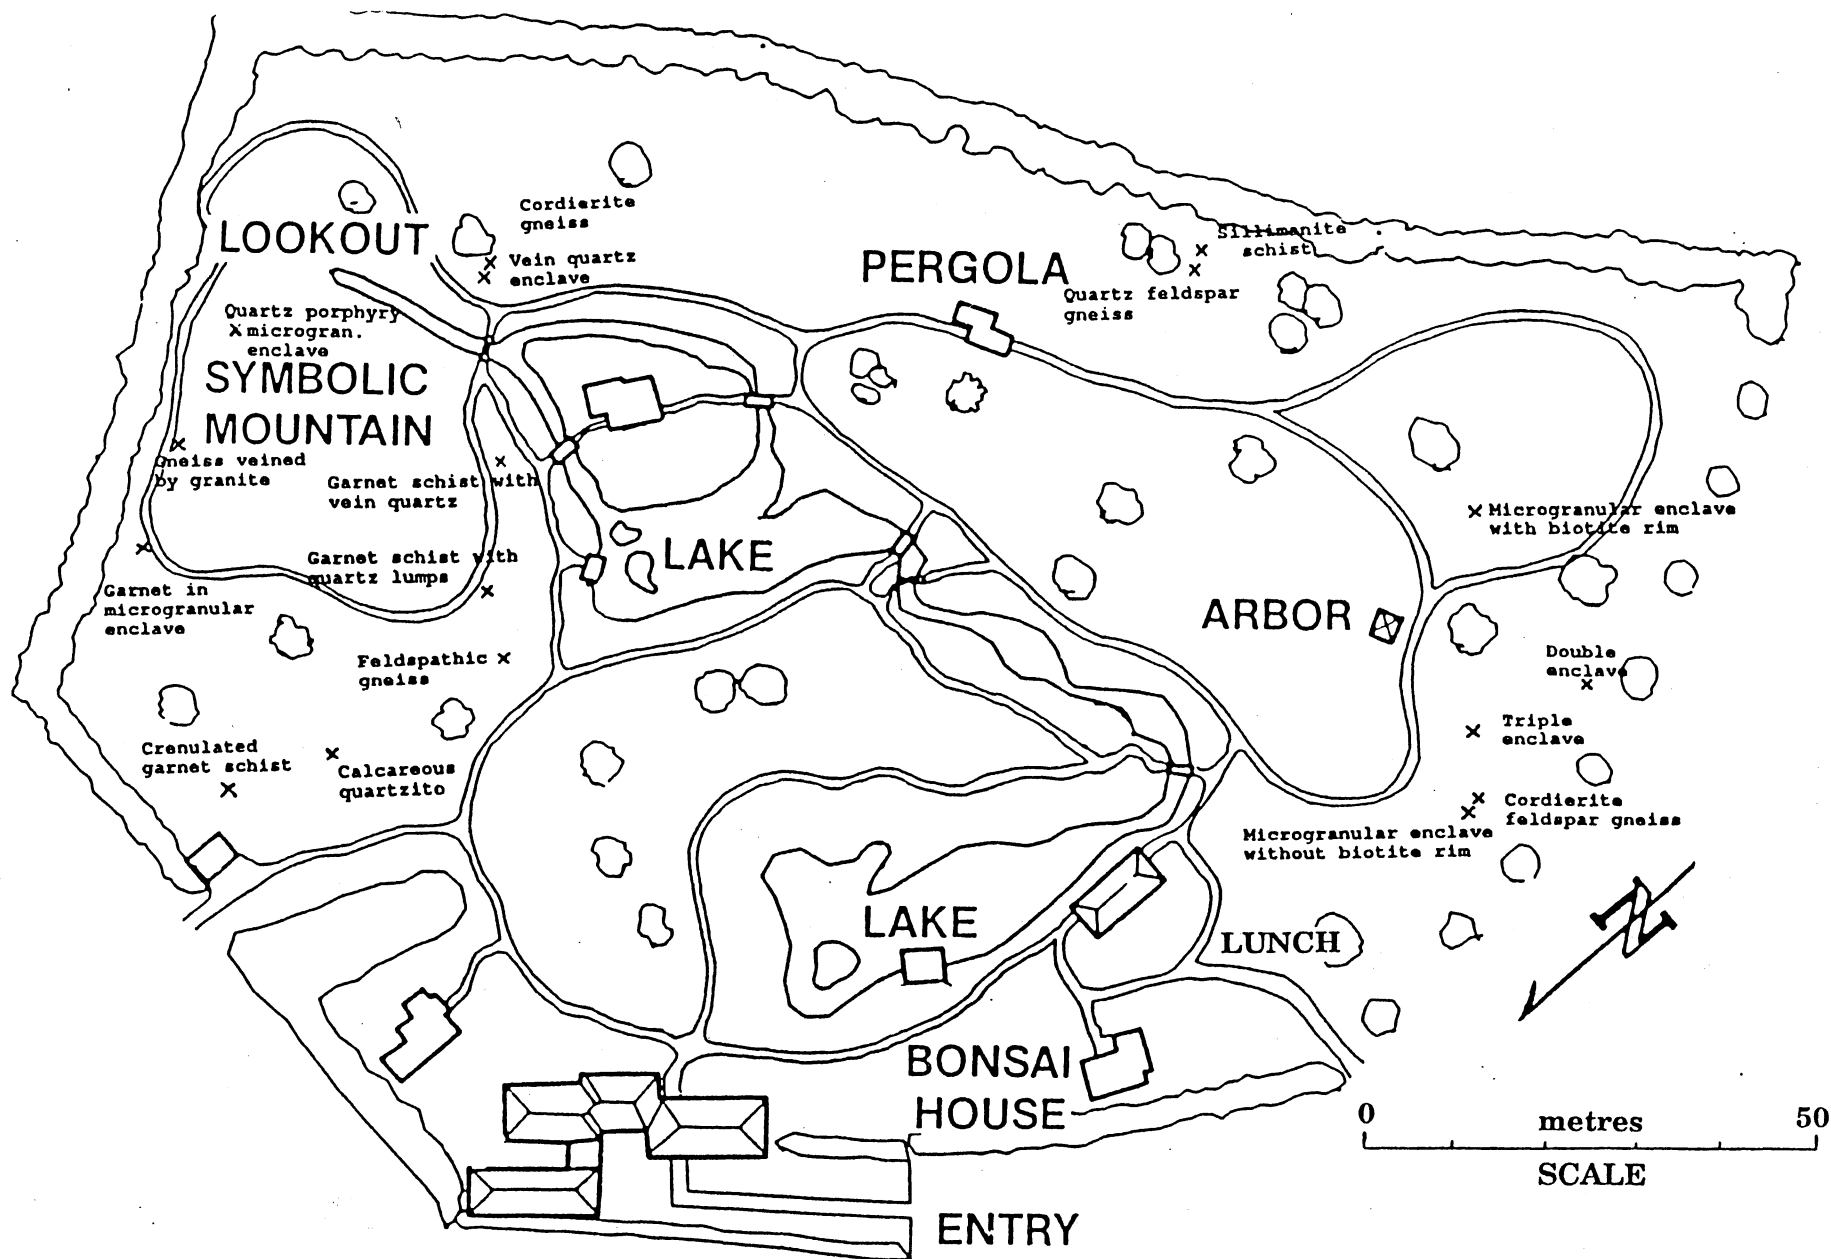 Cordierite
gneiss
LOOKOUT
Vein quartz
enclave
Sillimanite
schist
PERGOLA
Quartz feldspar
gneiss
Quartz porphyry
x microgran.
enclave
SYMBOLIC
MOUNTAIN
Gneiss veined
by granite
Garnet schist with
vein quartz
Microgranular enclave
with biotite rim
LAKE
Garnet schist with
quartz lumps
Garnet in
microgranular
enclave
ARBOR
Feldspathic
gneiss
Double
enclave
Triple
enclave
Crenulated
garnet schist
Calcareous
quartzito
Cordierite
feldspar gneiss
Microgranular enclave
without biotite rim
LAKE
LUNCH
N
BONSAI
HOUSE
0 metres 50
SCALE
ENTRY